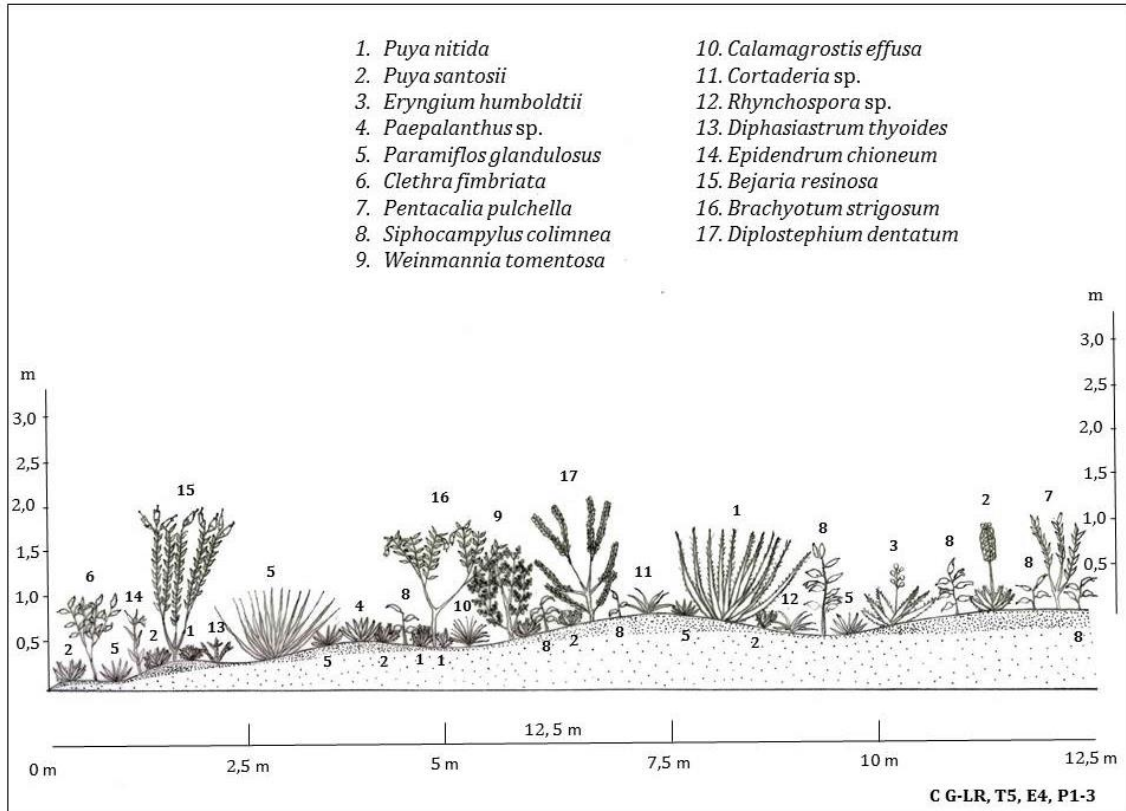 1. Puya nitida
2. Puya santosii
3. Eryngium humboldtii
4. Paepalanthus sp.
5. Paramiflos glandulosus
6. Clethra fimbriata
7. Pentacalia pulchella
8. Siphocampylus colimnea
9. Weinmannia tomentosa
10. Calamagrostis effusa
11. Cortaderia sp.
12. Rhynchospora sp.
13. Diphasiastrum thyoides
14. Epidendrum chioneum
15. Bejaria resinosa
16. Brachyotum strigosum
17. Diplostephium dentatum
m
3,0
2,5
2,0
1,5
1,0
0,5
m
3,0
2,5
2,0
1,5
1,0
0,5
15 16 9 17 1 2 7
6 14 5 8 11 8 3 8 8
2 5 2 1 13 4 10 12 5
5 2 1 1 8 2 8 5 2 8
12, 5 m
0 m 2,5 m 5 m 7,5 m 10 m 12,5 m
C G-LR, T5, E4, P1-3